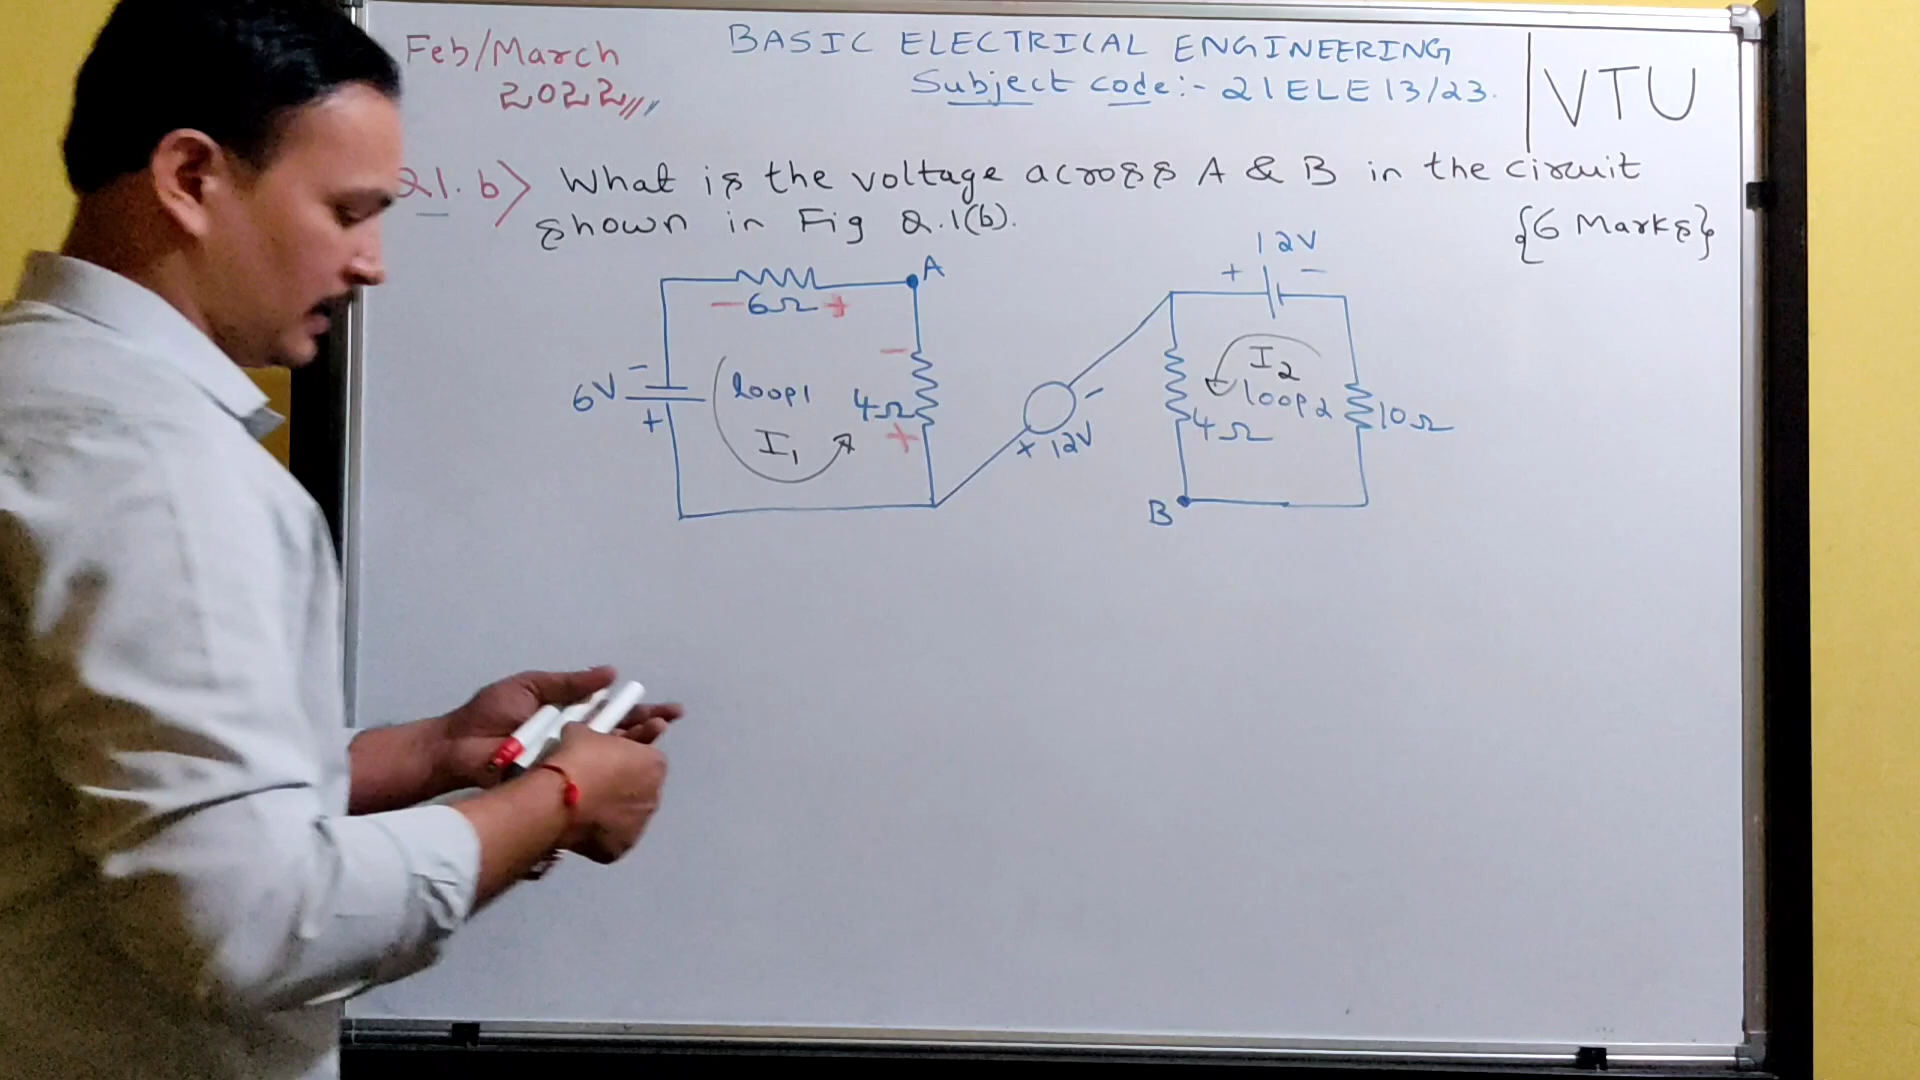 Feb/March
2022
BASIC ELECTRICAL ENGINEERING
Subject code:- 21ELE13/23.
VTU
Q1.b) What is the voltage across A & B in the circuit
shown in Fig Q.1(b).
{6 Marks}
A
- 6Ω +
6V
-
+
loop1
I1
4Ω
-
+
+ 12V -
12V
+ -
I2
loop2
4Ω
10Ω
B